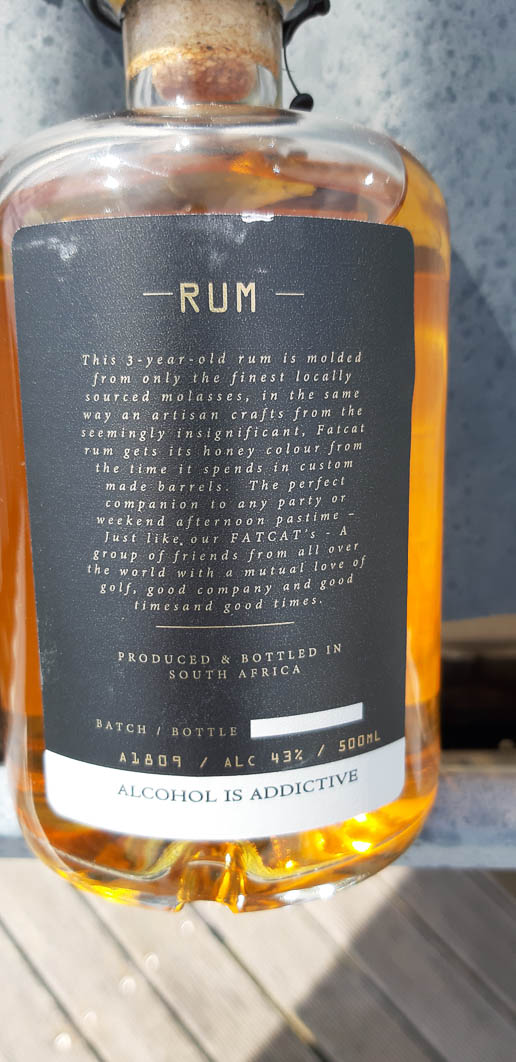 —RUM—
This 3-year-old rum is molded
from only the finest locally
sourced molasses, in the same
way an artisan crafts from the
seemingly insignificant, Fatcat
rum gets its honey colour from
the time it spends in custom
made barrels. The perfect
companion to any party or
weekend afternoon pastime –
Just like our FATCAT's - A
group of friends from all over
the world with a mutual love of
golf, good company and good
timesand good times.
PRODUCED & BOTTLED IN
SOUTH AFRICA
BATCH / BOTTLE
A1809 / ALC 43% / 500ML
ALCOHOL IS ADDICTIVE